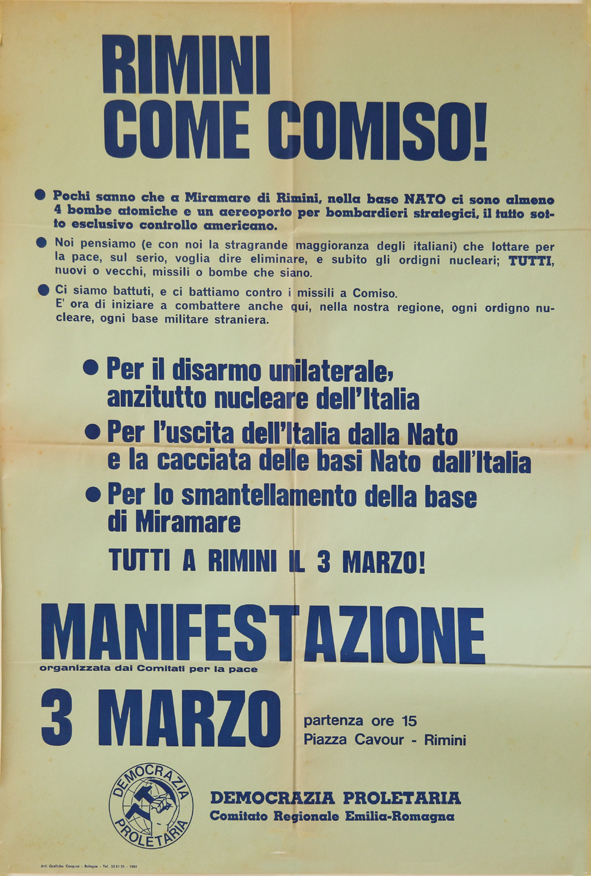 RIMINI
COME COMISO!
● Pochi sanno che a Miramare di Rimini, nella base NATO ci sono almeno
4 bombe atomiche e un aereoporto per bombardieri strategici, il tutto sot-
to esclusivo controllo americano.
● Noi pensiamo (e con noi la stragrande maggioranza degli italiani) che lottare per
la pace, sul serio, voglia dire eliminare, e subito gli ordigni nucleari; TUTTI,
nuovi o vecchi, missili o bombe che siano.
● Ci siamo battuti, e ci battiamo contro i missili a Comiso.
E' ora di iniziare a combattere anche qui, nella nostra regione, ogni ordigno nu-
cleare, ogni base militare straniera.
● Per il disarmo unilaterale,
anzitutto nucleare dell'Italia
● Per l'uscita dell'Italia dalla Nato
e la cacciata delle basi Nato dall'Italia
● Per lo smantellamento della base
di Miramare
TUTTI A RIMINI IL 3 MARZO!
MANIFESTAZIONE
organizzata dai Comitati per la pace
3 MARZO
partenza ore 15
Piazza Cavour - Rimini
DEMOCRAZIA
PROLETARIA
DEMOCRAZIA PROLETARIA
Comitato Regionale Emilia-Romagna